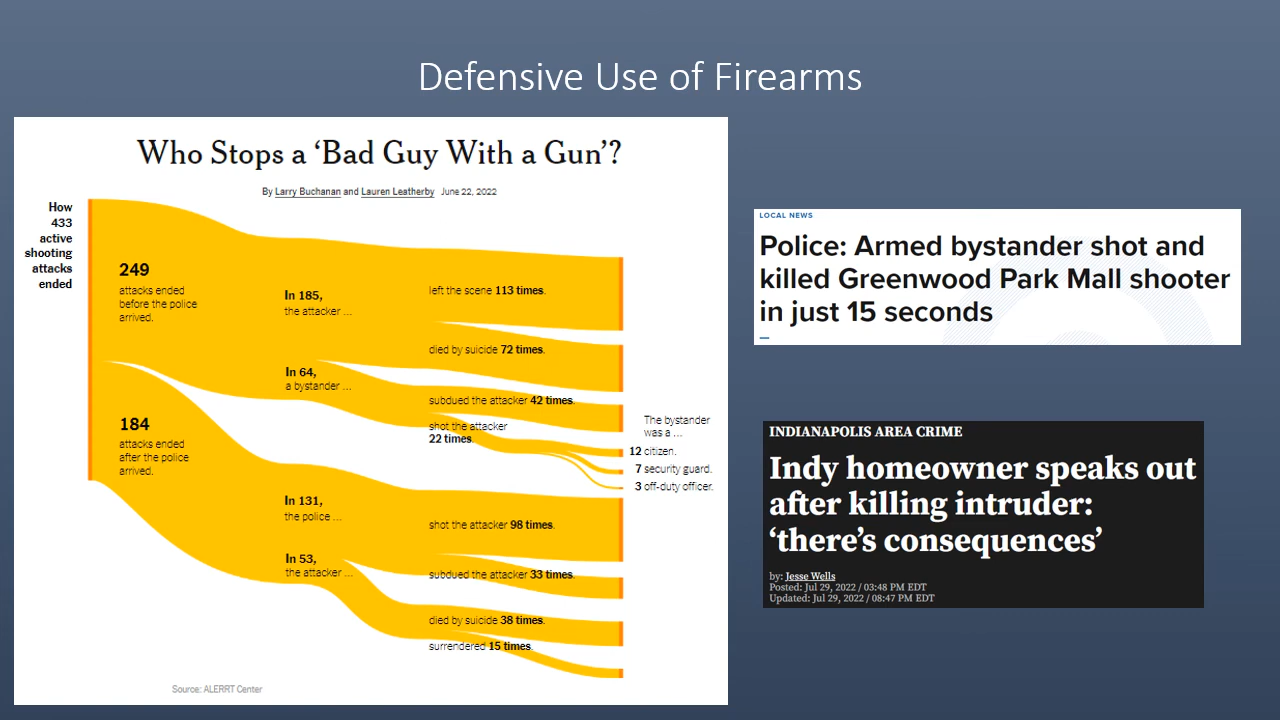 Defensive Use of Firearms
Who Stops a ‘Bad Guy With a Gun’?
By Larry Buchanan and Lauren Leatherby June 22, 2022
How
433
active
shooting
attacks
ended
249
attacks ended
before the police
arrived.
In 185,
the attacker ...
left the scene 113 times.
died by suicide 72 times.
In 64,
a bystander ...
subdued the attacker 42 times.
shot the attacker
22 times.
The bystander
was a ...
12 citizen.
7 security guard.
3 off-duty officer.
184
attacks ended
after the police
arrived.
In 131,
the police ...
shot the attacker 98 times.
subdued the attacker 33 times.
In 53,
the attacker ...
died by suicide 38 times.
surrendered 15 times.
Source: ALERRT Center
LOCAL NEWS
Police: Armed bystander shot and
killed Greenwood Park Mall shooter
in just 15 seconds
INDIANAPOLIS AREA CRIME
Indy homeowner speaks out
after killing intruder:
‘there’s consequences’
by: Jesse Wells
Posted: Jul 29, 2022 / 03:48 PM EDT
Updated: Jul 29, 2022 / 08:47 PM EDT